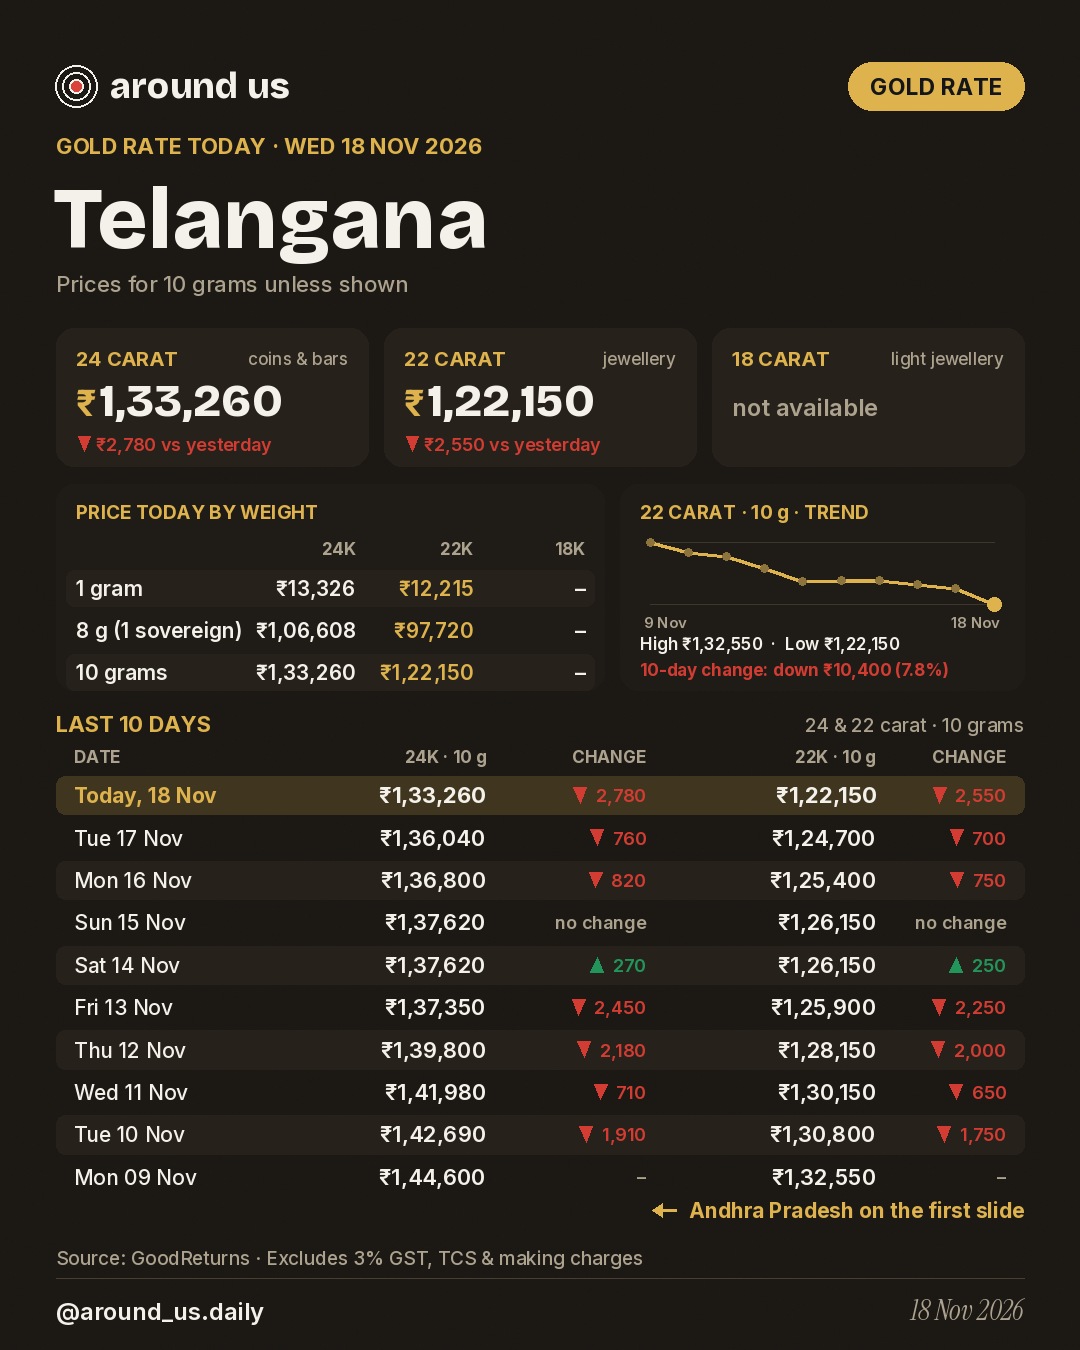 around us
GOLD RATE
GOLD RATE TODAY · WED 18 NOV 2026
Telangana
Prices for 10 grams unless shown
24 CARAT coins & bars
₹1,33,260
▼ ₹2,780 vs yesterday
22 CARAT jewellery
₹1,22,150
▼ ₹2,550 vs yesterday
18 CARAT light jewellery
not available
PRICE TODAY BY WEIGHT
24K 22K 18K
1 gram ₹13,326 ₹12,215 –
8 g (1 sovereign) ₹1,06,608 ₹97,720 –
10 grams ₹1,33,260 ₹1,22,150 –
22 CARAT · 10 g · TREND
9 Nov 18 Nov
High ₹1,32,550 · Low ₹1,22,150
10-day change: down ₹10,400 (7.8%)
LAST 10 DAYS 24 & 22 carat · 10 grams
DATE 24K · 10 g CHANGE 22K · 10 g CHANGE
Today, 18 Nov ₹1,33,260 ▼ 2,780 ₹1,22,150 ▼ 2,550
Tue 17 Nov ₹1,36,040 ▼ 760 ₹1,24,700 ▼ 700
Mon 16 Nov ₹1,36,800 ▼ 820 ₹1,25,400 ▼ 750
Sun 15 Nov ₹1,37,620 no change ₹1,26,150 no change
Sat 14 Nov ₹1,37,620 ▲ 270 ₹1,26,150 ▲ 250
Fri 13 Nov ₹1,37,350 ▼ 2,450 ₹1,25,900 ▼ 2,250
Thu 12 Nov ₹1,39,800 ▼ 2,180 ₹1,28,150 ▼ 2,000
Wed 11 Nov ₹1,41,980 ▼ 710 ₹1,30,150 ▼ 650
Tue 10 Nov ₹1,42,690 ▼ 1,910 ₹1,30,800 ▼ 1,750
Mon 09 Nov ₹1,44,600 – ₹1,32,550 –
← Andhra Pradesh on the first slide
Source: GoodReturns · Excludes 3% GST, TCS & making charges
@around_us.daily 18 Nov 2026